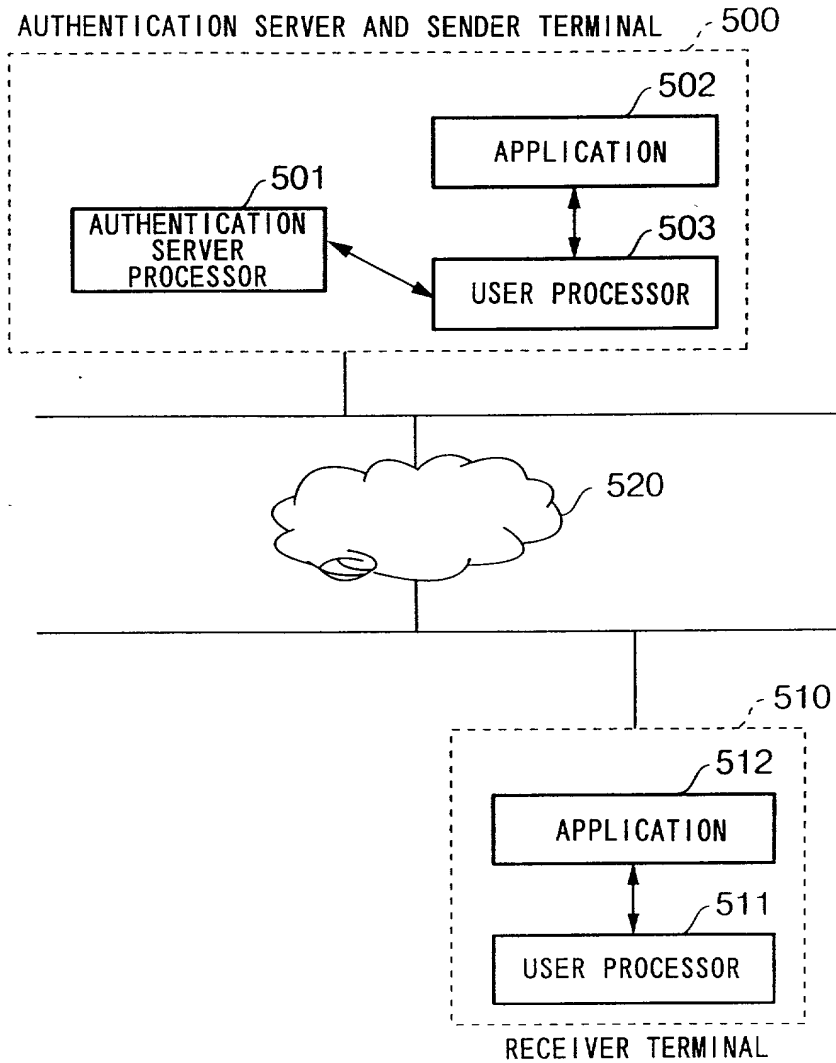 AUTHENTICATION SERVER AND SENDER TERMINAL
500
502
APPLICATION
501
AUTHENTICATION
SERVER
PROCESSOR
503
USER PROCESSOR
520
510
512
APPLICATION
511
USER PROCESSOR
RECEIVER TERMINAL